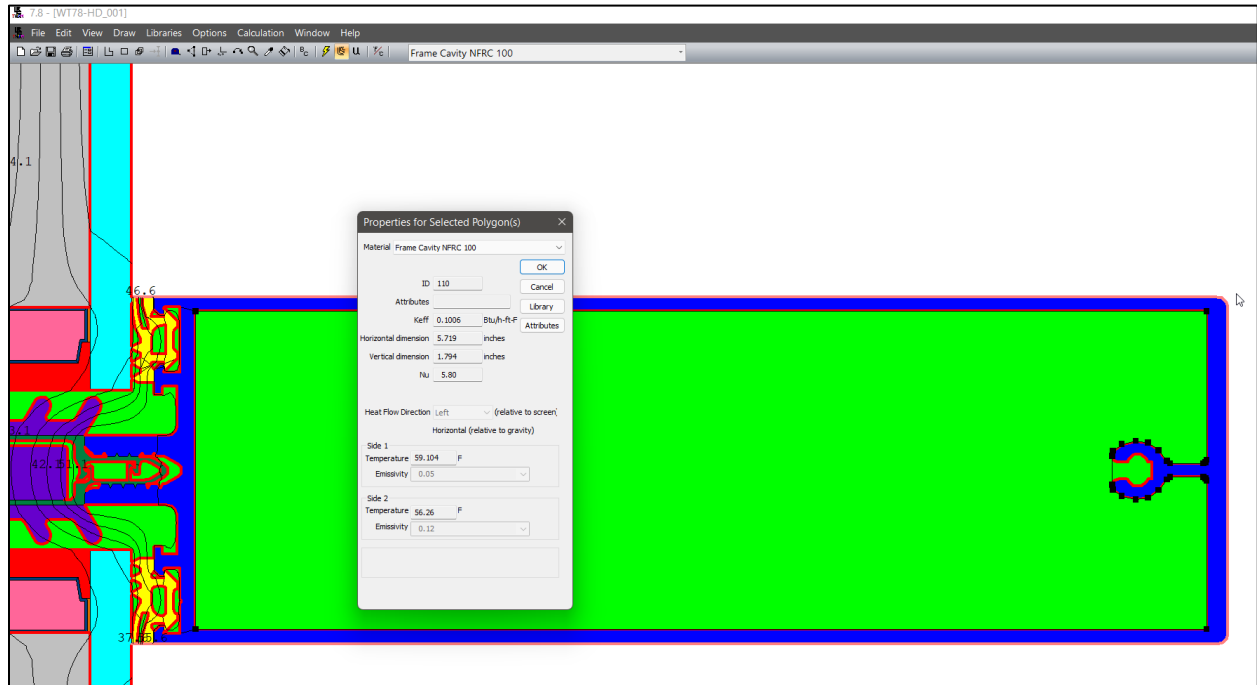 7.8 - [WT78-HD_001]
File Edit View Draw Libraries Options Calculation Window Help
Frame Cavity NFRC 100
4.1
46.6
Properties for Selected Polygon(s)
Material Frame Cavity NFRC 100
OK
ID 110
Cancel
Attributes
Library
Keff 0.1006 Btu/h-ft-F
Attributes
Horizontal dimension 5.719 inches
Vertical dimension 1.794 inches
Nu 5.80
Heat Flow Direction Left (relative to screen)
Horizontal (relative to gravity)
Side 1
Temperature 59.104 F
Emissivity 0.05
Side 2
Temperature 56.26 F
Emissivity 0.12